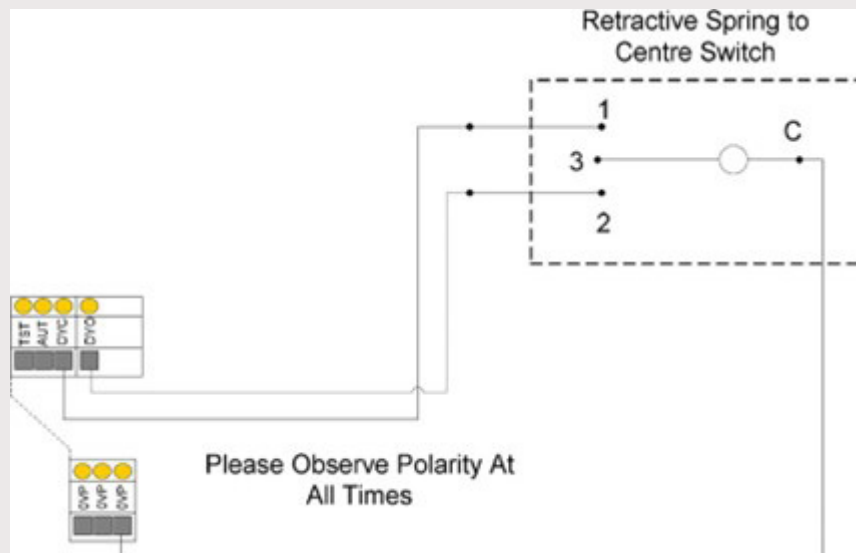 Retractive Spring to
Centre Switch
1
C
3
2
TST
AUT
DYC
DYO
Please Observe Polarity At
All Times
0VP
0VP
0VP